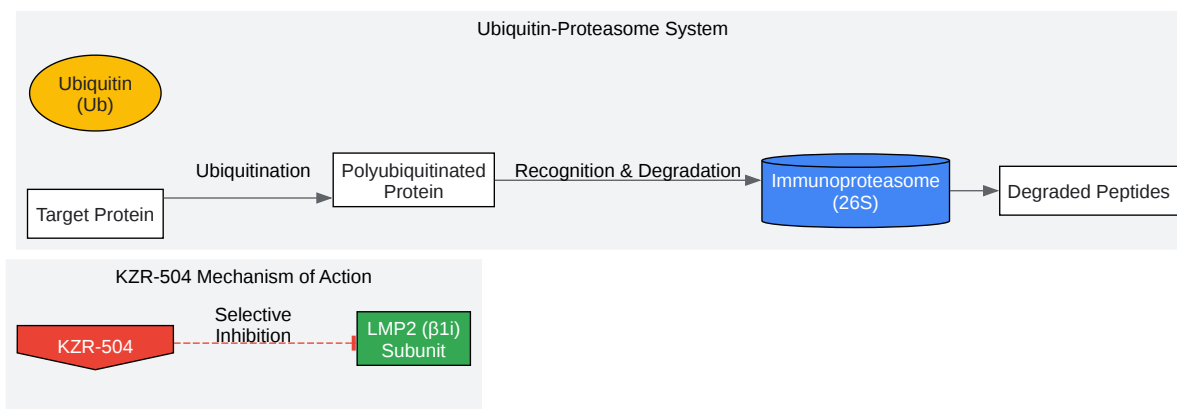 Ubiquitin-Proteasome System
Ubiquitin
(Ub)
Ubiquitination
Target Protein
Polyubiquitinated
Protein
Recognition & Degradation
Immunoproteasome
(26S)
Degraded Peptides
KZR-504 Mechanism of Action
KZR-504
Selective
Inhibition
LMP2 (β1i)
Subunit